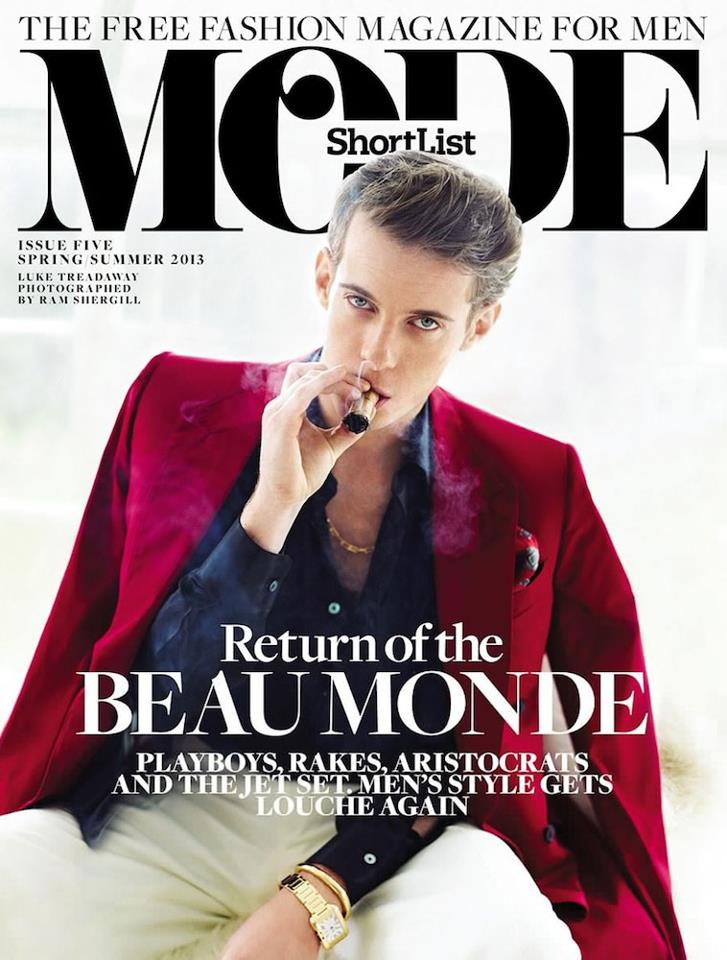 THE FREE FASHION MAGAZINE FOR MEN
MODE
ShortList
ISSUE FIVE
SPRING/SUMMER 2013
LUKE TREADAWAY
PHOTOGRAPHED
BY RAM SHERGILL
Return of the
BEAU MONDE
PLAYBOYS, RAKES, ARISTOCRATS
AND THE JET SET. MEN'S STYLE GETS
LOUCHE AGAIN